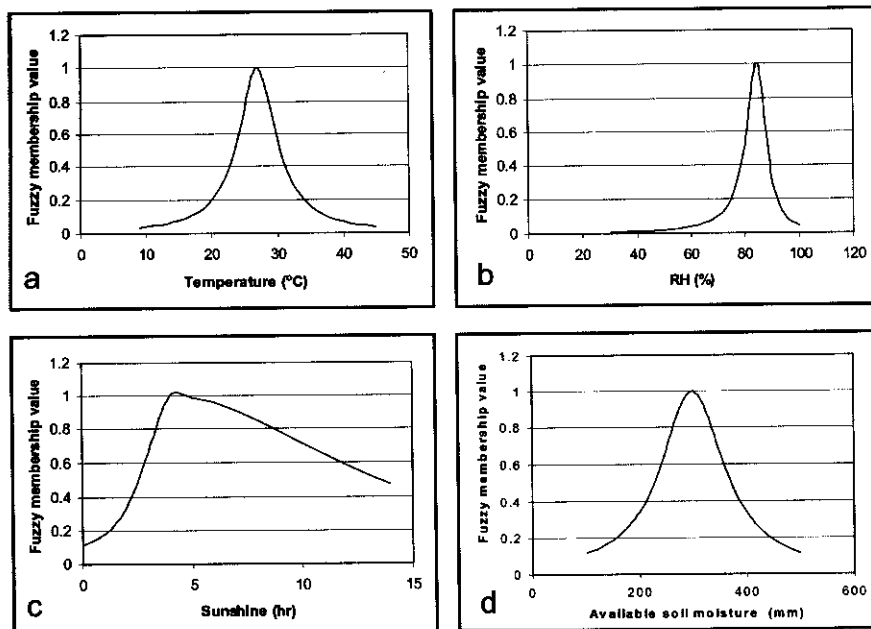 1.2
1
0.8
0.6
0.4
0.2
0
Fuzzy membership value
0 10 20 30 40 50
Temperature (°C)
a
1.2
1
0.8
0.6
0.4
0.2
0
Fuzzy membership value
0 20 40 60 80 100 120
RH (%)
b
1.2
1
0.8
0.6
0.4
0.2
0
Fuzzy membership value
0 5 10 15
Sunshine (hr)
c
1.2
1
0.8
0.6
0.4
0.2
0
Fuzzy membership value
0 200 400 600
Available soil moisture (mm)
d